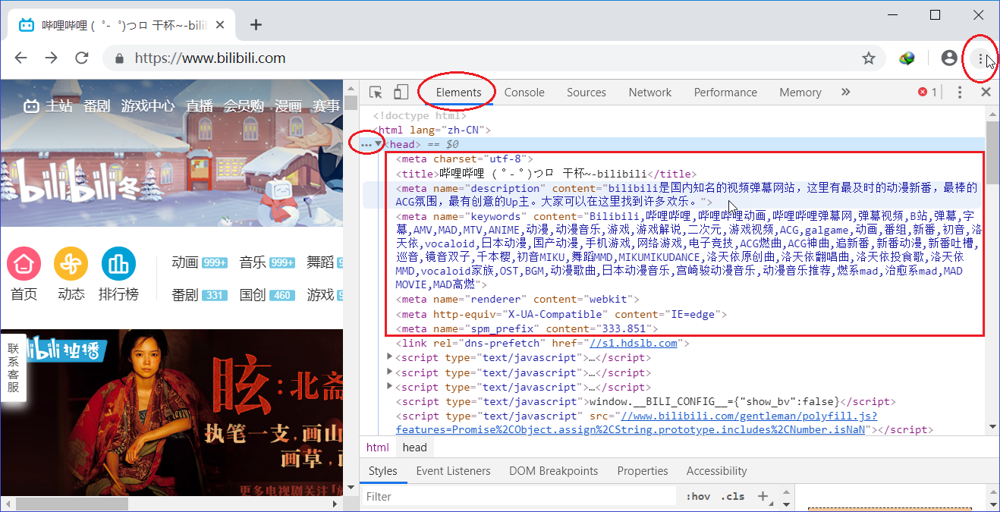 哔哩哔哩 ( ゜- ゜)つロ 干杯~-bili
https://www.bilibili.com
主站 番剧 游戏中心 直播 会员购 漫画 赛事
bilibili冬
首页 动态 排行榜
动画 999+ 音乐 999+ 舞蹈
番剧 331 国创 460 游戏
联系客服
bilibili 独播
眩:北斋
执笔一支,画山
画草,画
更多电视剧关注「
Elements Console Sources Network Performance Memory » 1
<!doctype html>
<html lang="zh-CN">
… ▼<head> == $0
<meta charset="utf-8">
<title>哔哩哔哩 ( ゜- ゜)つロ 干杯~-bilibili</title>
<meta name="description" content="bilibili是国内知名的视频弹幕网站，这里有最及时的动漫新番，最棒的
ACG氛围，最有创意的Up主。大家可以在这里找到许多欢乐。">
<meta name="keywords" content="Bilibili,哔哩哔哩,哔哩哔哩动画,哔哩哔哩弹幕网,弹幕视频,B站,弹幕,字
幕,AMV,MAD,MTV,ANIME,动漫,动漫音乐,游戏,游戏解说,二次元,游戏视频,ACG,galgame,动画,番组,新番,初音,洛
天依,vocaloid,日本动漫,国产动漫,手机游戏,网络游戏,电子竞技,ACG燃曲,ACG神曲,追新番,新番动漫,新番吐槽,
巡音,镜音双子,千本樱,初音MIKU,舞蹈MMD,MIKUMIKUDANCE,洛天依原创曲,洛天依翻唱曲,洛天依投食歌,洛天依
MMD,vocaloid家族,OST,BGM,动漫歌曲,日本动漫音乐,宫崎骏动漫音乐,动漫音乐推荐,燃系mad,治愈系mad,MAD
MOVIE,MAD高燃">
<meta name="renderer" content="webkit">
<meta http-equiv="X-UA-Compatible" content="IE=edge">
<meta name="spm_prefix" content="333.851">
<link rel="dns-prefetch" href="//s1.hdslb.com">
<script type="text/javascript">…</script>
<script type="text/javascript">…</script>
<script type="text/javascript">…</script>
<script type="text/javascript">window.__BILI_CONFIG__={"show_bv":false}</script>
<script type="text/javascript" src="//www.bilibili.com/gentleman/polyfill.js?
features=Promise%2CObject.assign%2CString.prototype.includes%2CNumber.isNaN"></script>
html head
Styles Event Listeners DOM Breakpoints Properties Accessibility
Filter :hov .cls +